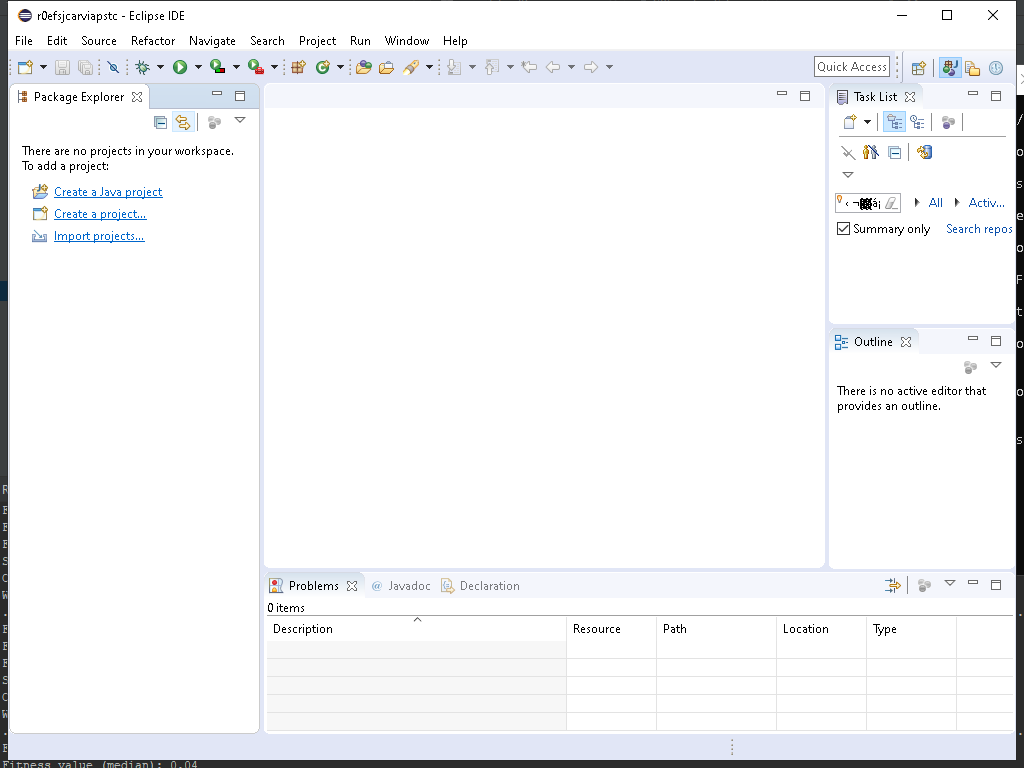 r0efsjcarviapstc - Eclipse IDE
File Edit Source Refactor Navigate Search Project Run Window Help
Quick Access
Package Explorer
Task List
There are no projects in your workspace.
To add a project:
Create a Java project
Create a project...
Import projects...
All Activ...
Summary only Search repos
Outline
There is no active editor that
provides an outline.
Problems @ Javadoc Declaration
0 items
Description Resource Path Location Type
Fitness value (median): 0.04